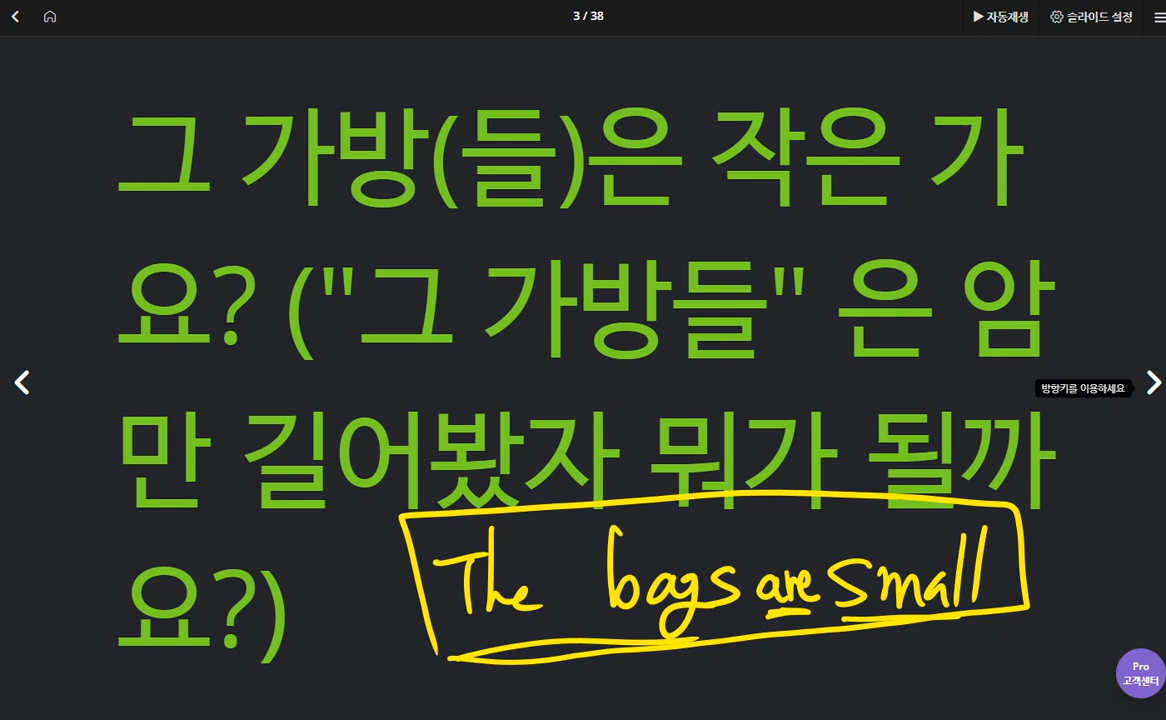 3 / 38
▶ 자동재생
슬라이드 설정
그 가방(들)은 작은 가
요? ("그 가방들" 은 암
만 길어봤자 뭐가 될까
요?)
방향키를 이용하세요
The bags are small
Pro
고객센터